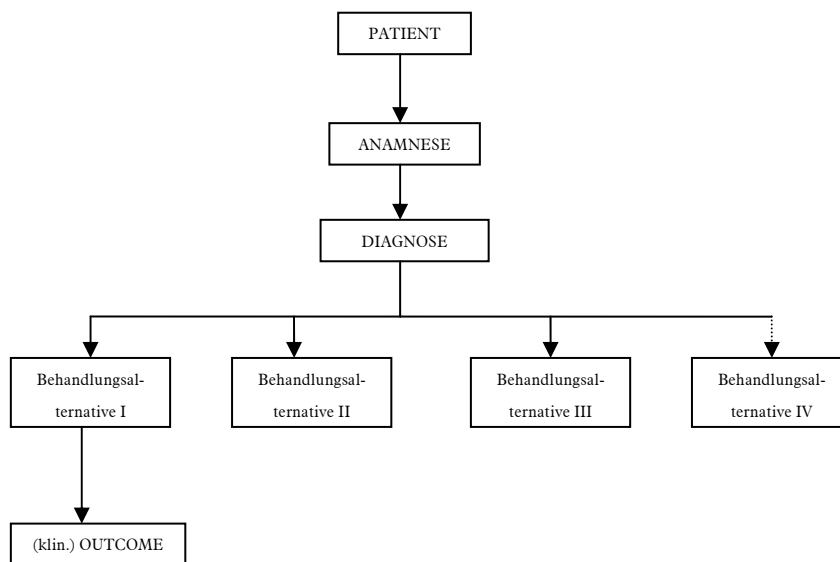 PATIENT
ANAMNESE
DIAGNOSE
Behandlungsal-
ternative I
Behandlungsal-
ternative II
Behandlungsal-
ternative III
Behandlungsal-
ternative IV
(klin.) OUTCOME